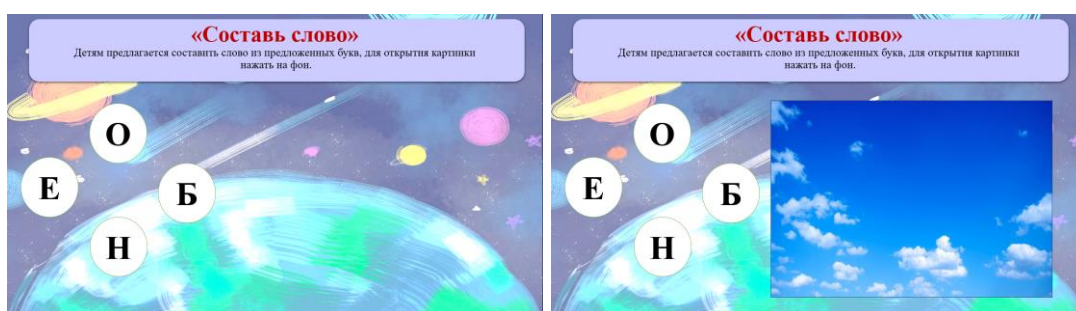 «Составь слово»
Детям предлагается составить слово из предложенных букв, для открытия картинки
нажать на фон.
О
Е
Б
Н
«Составь слово»
Детям предлагается составить слово из предложенных букв, для открытия картинки
нажать на фон.
О
Е
Б
Н